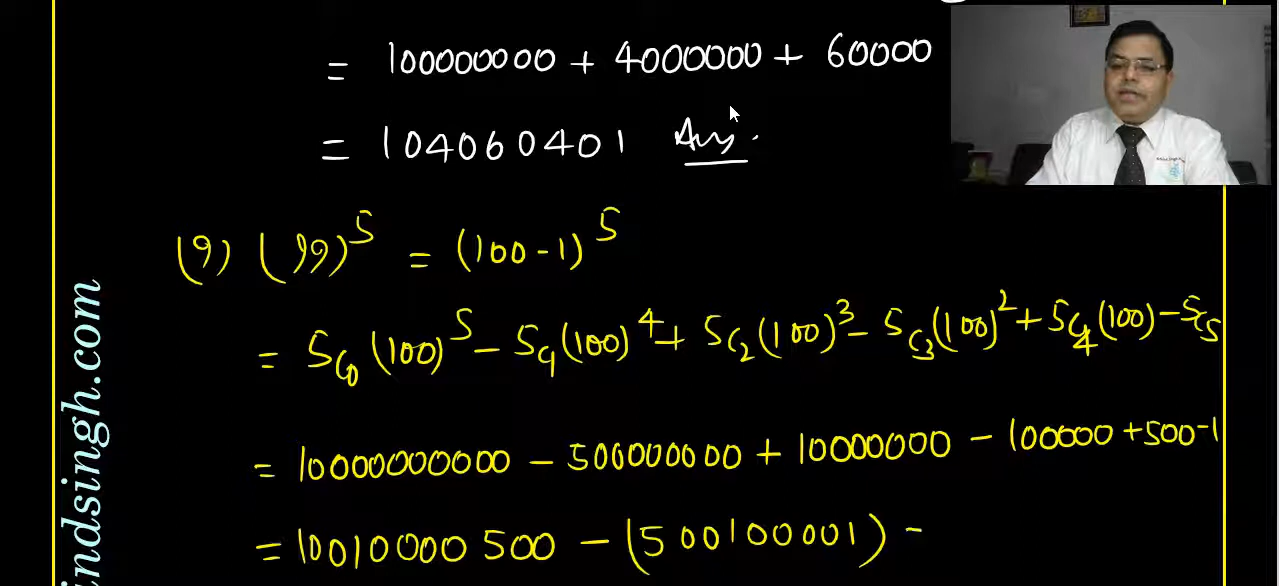 = 100000000 + 4000000 + 60000
= 104060401 Ans.
(9) (99)^5 = (100-1)^5
= 5C0 (100)^5 - 5C1 (100)^4 + 5C2 (100)^3 - 5C3 (100)^2 + 5C4 (100) - 5C5
= 10000000000 - 500000000 + 10000000 - 100000 + 500 - 1
= 10010000500 - (500100001) -
indsingh.com